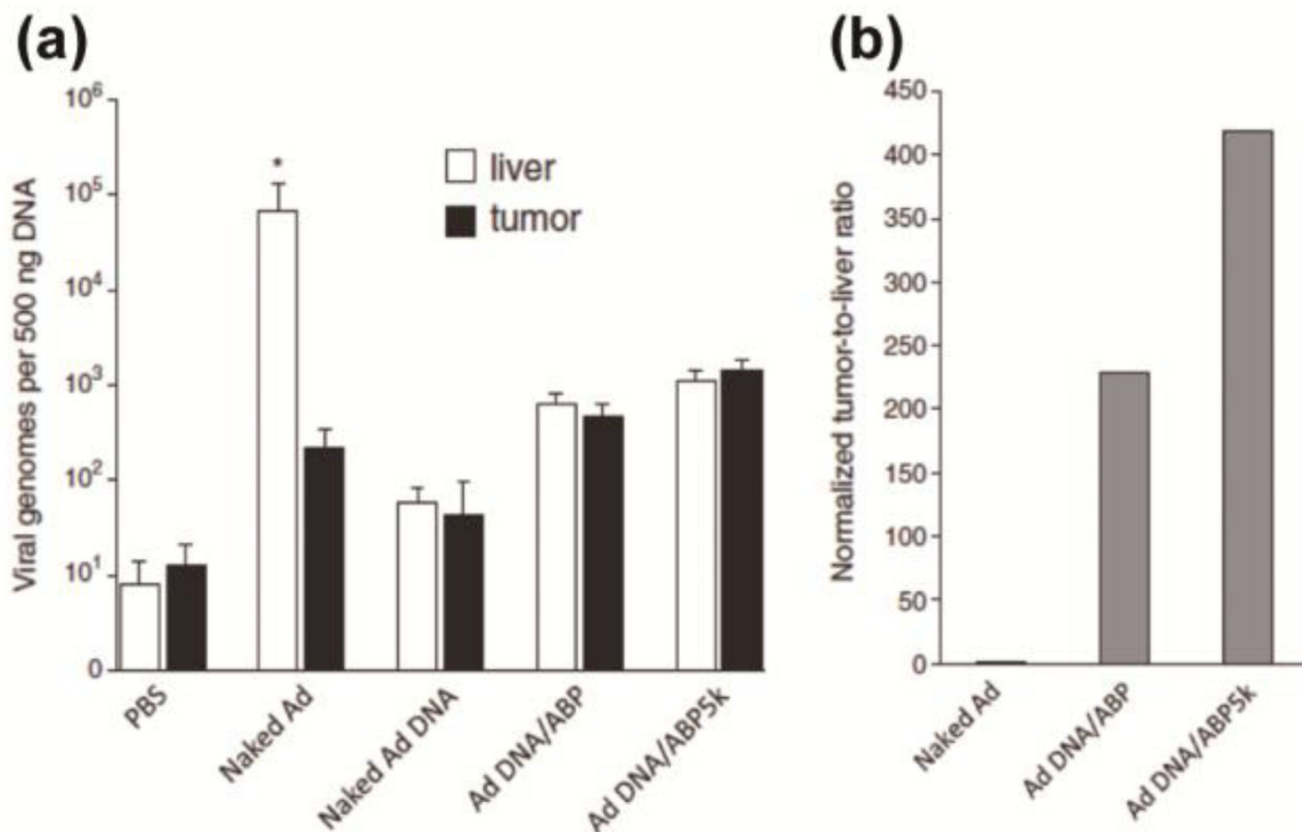 (a)
Viral genomes per 500 ng DNA
10⁶
10⁵
10⁴
10³
10²
10¹
0
*
liver
tumor
PBS
Naked Ad
Naked Ad DNA
Ad DNA/ABP
Ad DNA/ABP5k
(b)
Normalized tumor-to-liver ratio
450
400
350
300
250
200
150
100
50
0
Naked Ad
Ad DNA/ABP
Ad DNA/ABP5k